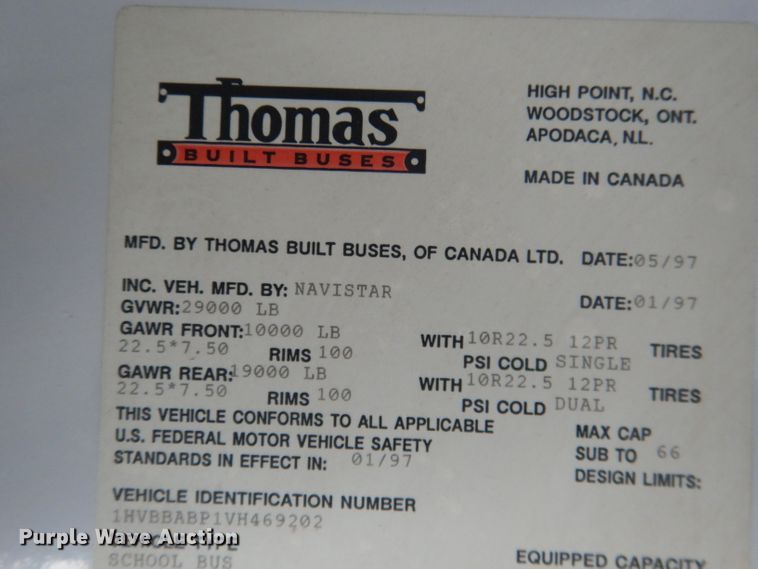 Thomas
BUILT BUSES
HIGH POINT, N.C.
WOODSTOCK, ONT.
APODACA, N.L.
MADE IN CANADA
MFD. BY THOMAS BUILT BUSES, OF CANADA LTD. DATE:05/97
INC. VEH. MFD. BY: NAVISTAR DATE:01/97
GVWR:29000 LB
GAWR FRONT:10000 LB WITH 10R22.5 12PR TIRES
22.5*7.50 RIMS 100 PSI COLD SINGLE
GAWR REAR:19000 LB WITH 10R22.5 12PR TIRES
22.5*7.50 RIMS 100 PSI COLD DUAL
THIS VEHICLE CONFORMS TO ALL APPLICABLE
U.S. FEDERAL MOTOR VEHICLE SAFETY
STANDARDS IN EFFECT IN: 01/97
MAX CAP
SUB TO 66
DESIGN LIMITS:
VEHICLE IDENTIFICATION NUMBER
1HVBBABP1VH469202
Purple Wave Auction
TYPE
SCHOOL BUS
EQUIPPED CAPACITY